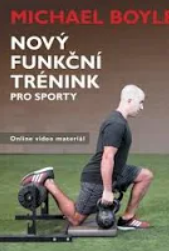 MICHAEL BOYLE
NOVÝ
FUNKČNÍ
TRÉNINK
PRO SPORTY
Online video materiál